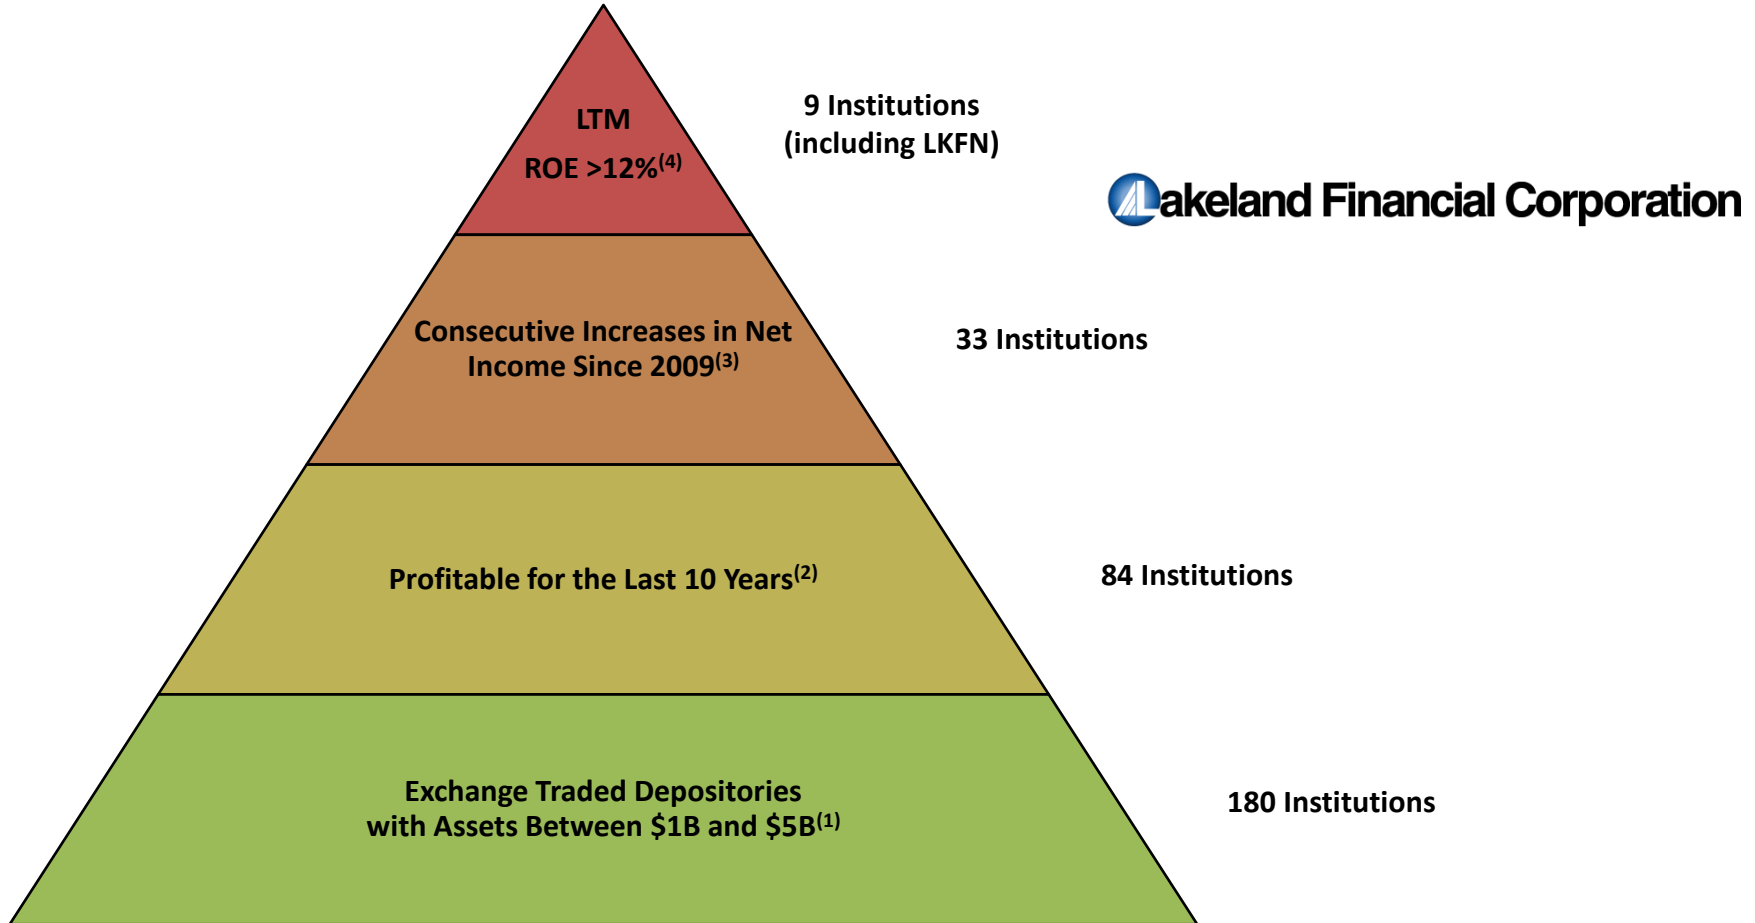 LTM
ROE >12%(4)
9 Institutions
(including LKFN)
Lakeland Financial Corporation
Consecutive Increases in Net
Income Since 2009(3)
33 Institutions
Profitable for the Last 10 Years(2)
84 Institutions
Exchange Traded Depositories
with Assets Between $1B and $5B(1)
180 Institutions